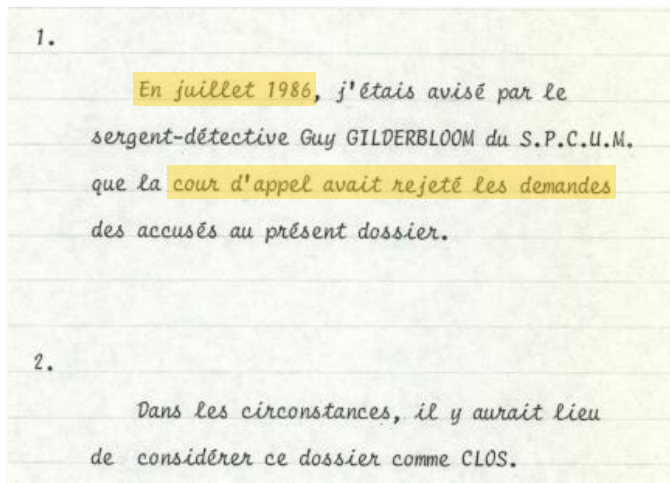 1.
En juillet 1986, j'étais avisé par le
sergent-détective Guy GILDERBLOOM du S.P.C.U.M.
que la cour d'appel avait rejeté les demandes
des accusés au présent dossier.
2.
Dans les circonstances, il y aurait lieu
de considérer ce dossier comme CLOS.